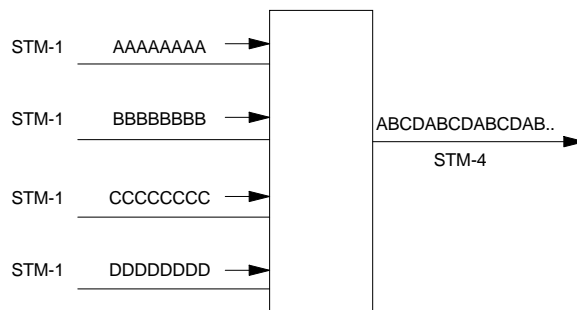 STM-1 AAAAAAAA
STM-1 BBBBBBBB
ABCDABCDABCDAB..
STM-4
STM-1 CCCCCCCC
STM-1 DDDDDDDD